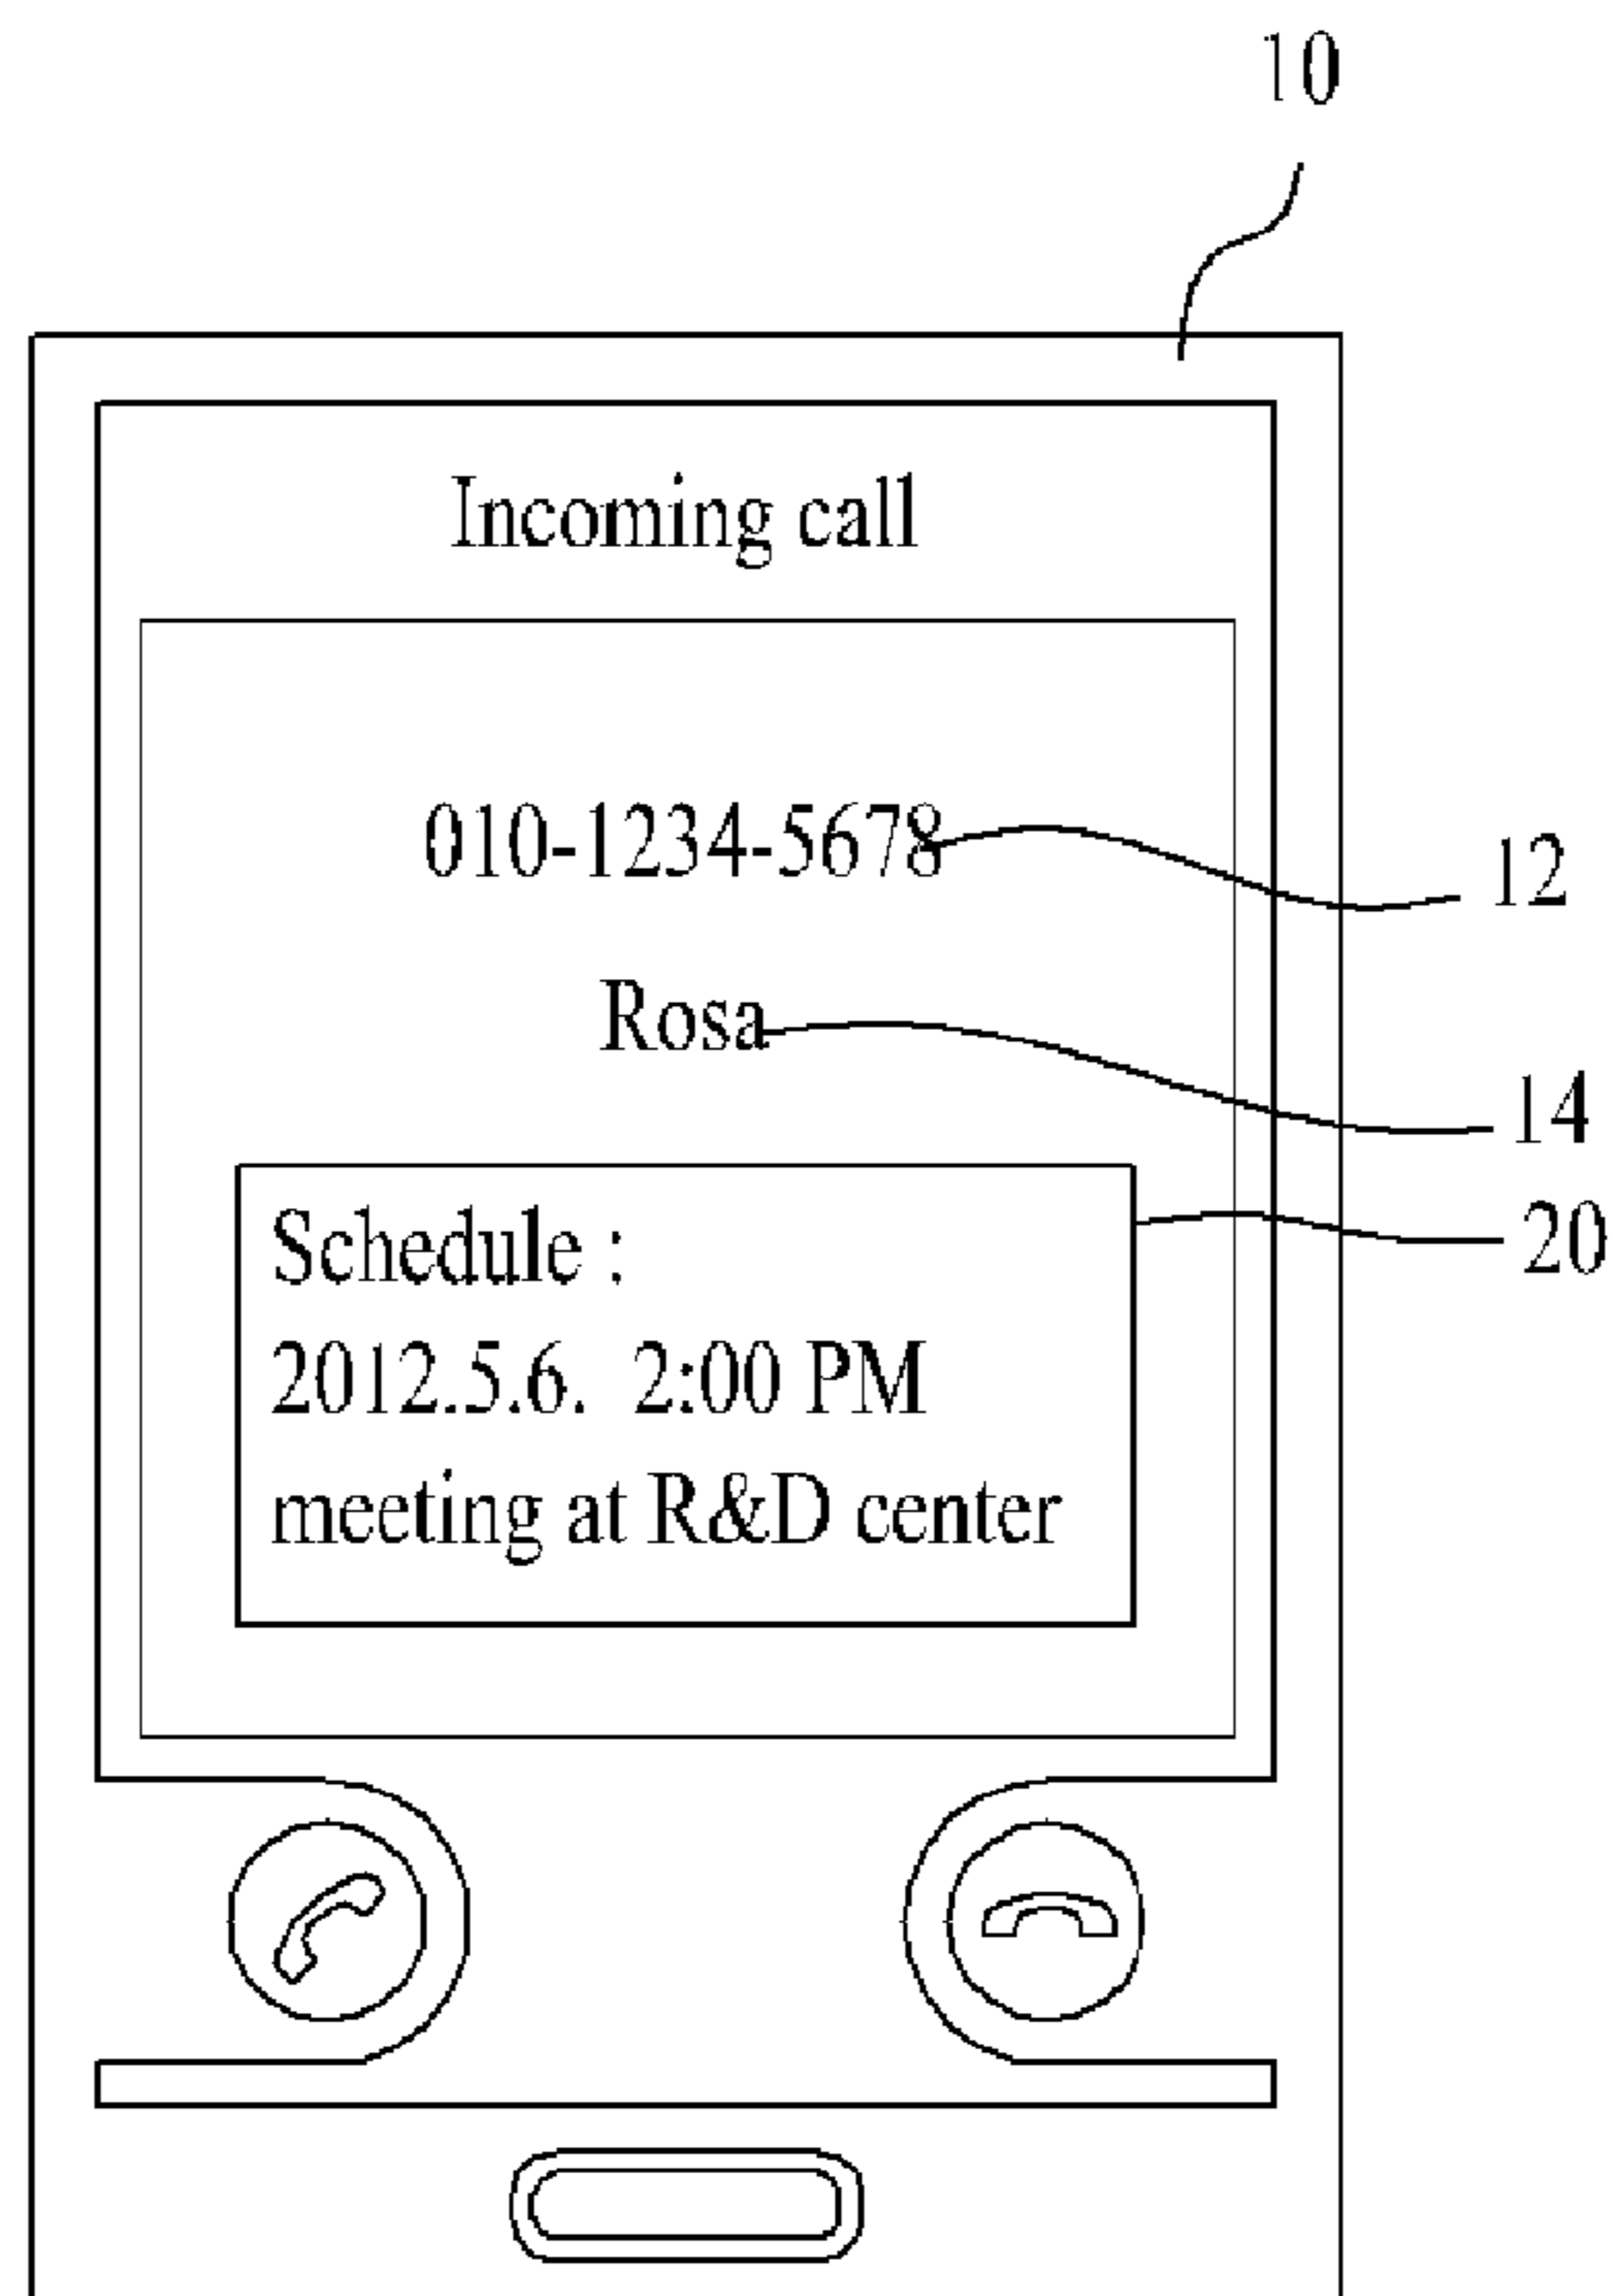 10
Incoming call
010-1234-5678
12
Rosa
14
20
Schedule :
2012.5.6. 2:00 PM
meeting at R&D center